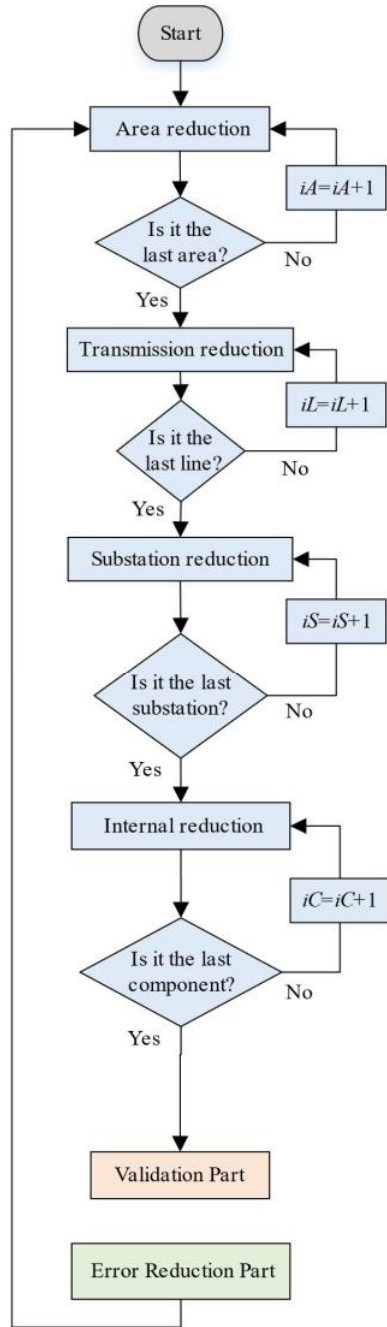 Start
Area reduction
iA=iA+1
Is it the
last area?
No
Yes
Transmission reduction
iL=iL+1
Is it the
last line?
No
Yes
Substation reduction
iS=iS+1
Is it the last
substation?
No
Yes
Internal reduction
iC=iC+1
Is it the last
component?
No
Yes
Validation Part
Error Reduction Part